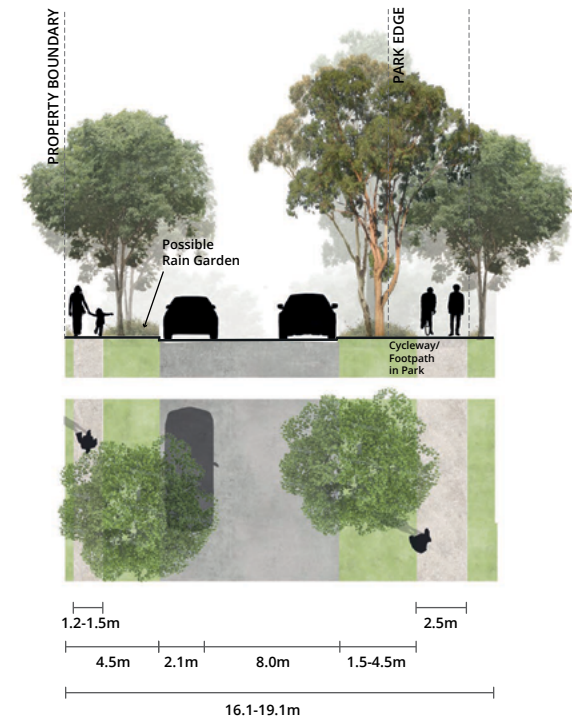 PROPERTY BOUNDARY
PARK EDGE
Possible
Rain Garden
Cycleway/
Footpath
in Park
1.2-1.5m
2.5m
4.5m
2.1m
8.0m
1.5-4.5m
16.1-19.1m